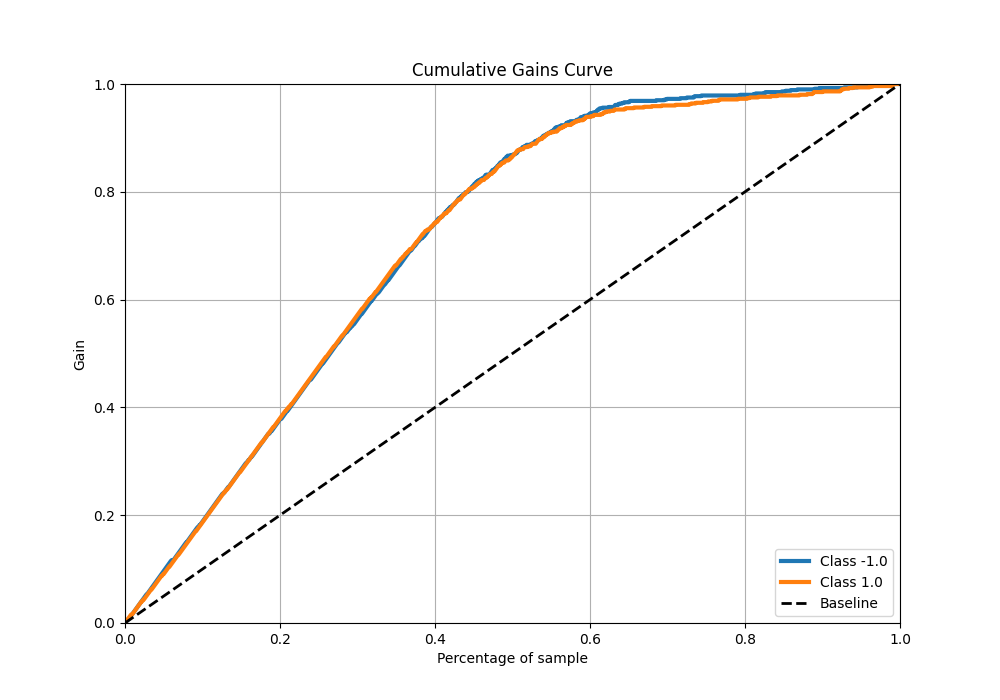 Cumulative Gains Curve
Gain
1.0
0.8
0.6
0.4
0.2
0.0
0.0 0.2 0.4 0.6 0.8 1.0
Percentage of sample
Class -1.0
Class 1.0
Baseline